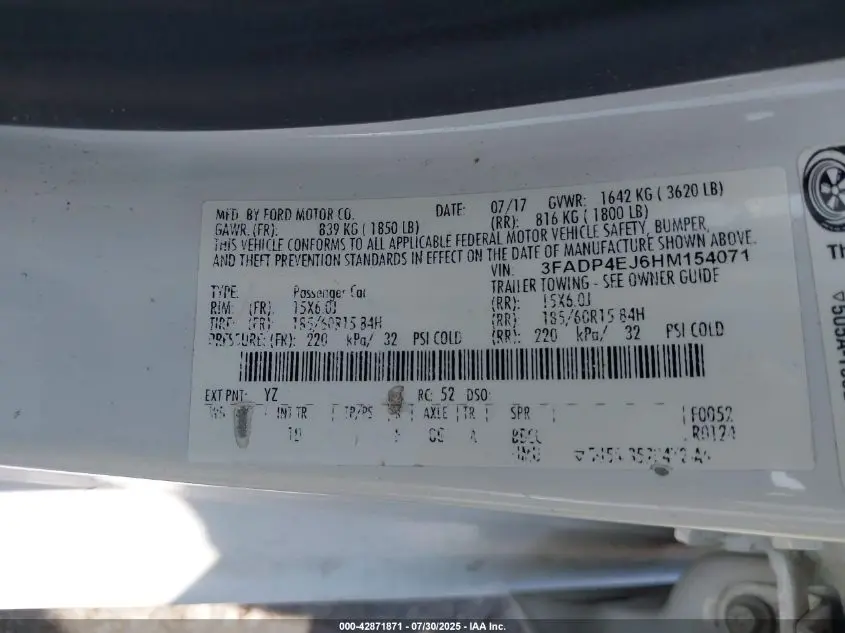 MFD. BY FORD MOTOR CO. DATE: 07/17 GVWR: 1642 KG ( 3620 LB)
GAWR: (FR): 839 KG ( 1850 LB) (RR): 816 KG ( 1800 LB)
THIS VEHICLE CONFORMS TO ALL APPLICABLE FEDERAL MOTOR VEHICLE SAFETY, BUMPER,
AND THEFT PREVENTION STANDARDS IN EFFECT ON THE DATE OF MANUFACTURE SHOWN ABOVE.
VIN: 3FADP4EJ6HM154071
TRAILER TOWING - SEE OWNER GUIDE
TYPE: Passenger Car
RIM: (FR): 15X6.0J (RR): 15X6.0J
TIRE: (FR): 185/60R15 84H (RR): 185/60R15 84H
PRESSURE: (FR): 220 kPa/ 32 PSI COLD (RR): 220 kPa/ 32 PSI COLD
EXT PNT: YZ RC: 52 DSO:
INT TR TP/PS R AXLE TR SPR F0052
R0124
000-42871871 | 07/30/2025 - IAA Inc.